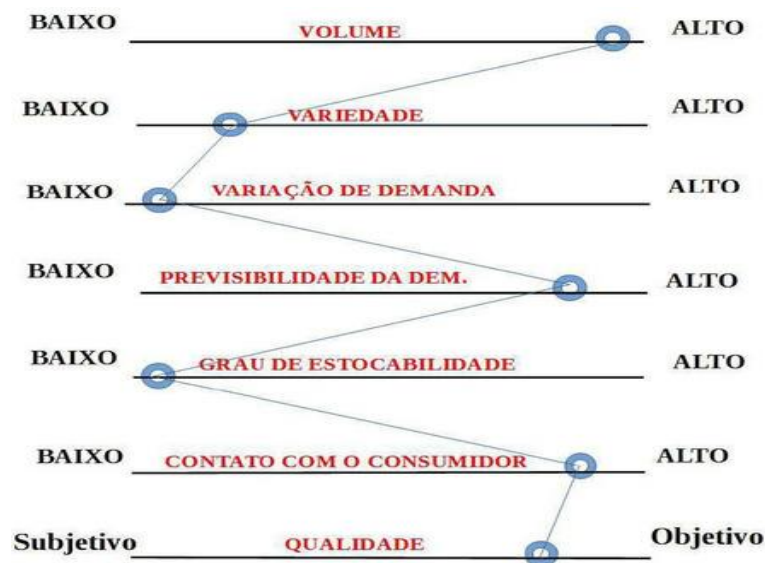 BAIXO VOLUME ALTO
BAIXO VARIEDADE ALTO
BAIXO VARIAÇÃO DE DEMANDA ALTO
BAIXO PREVISIBILIDADE DA DEM. ALTO
BAIXO GRAU DE ESTOCABILIDADE ALTO
BAIXO CONTATO COM O CONSUMIDOR ALTO
Subjetivo QUALIDADE Objetivo